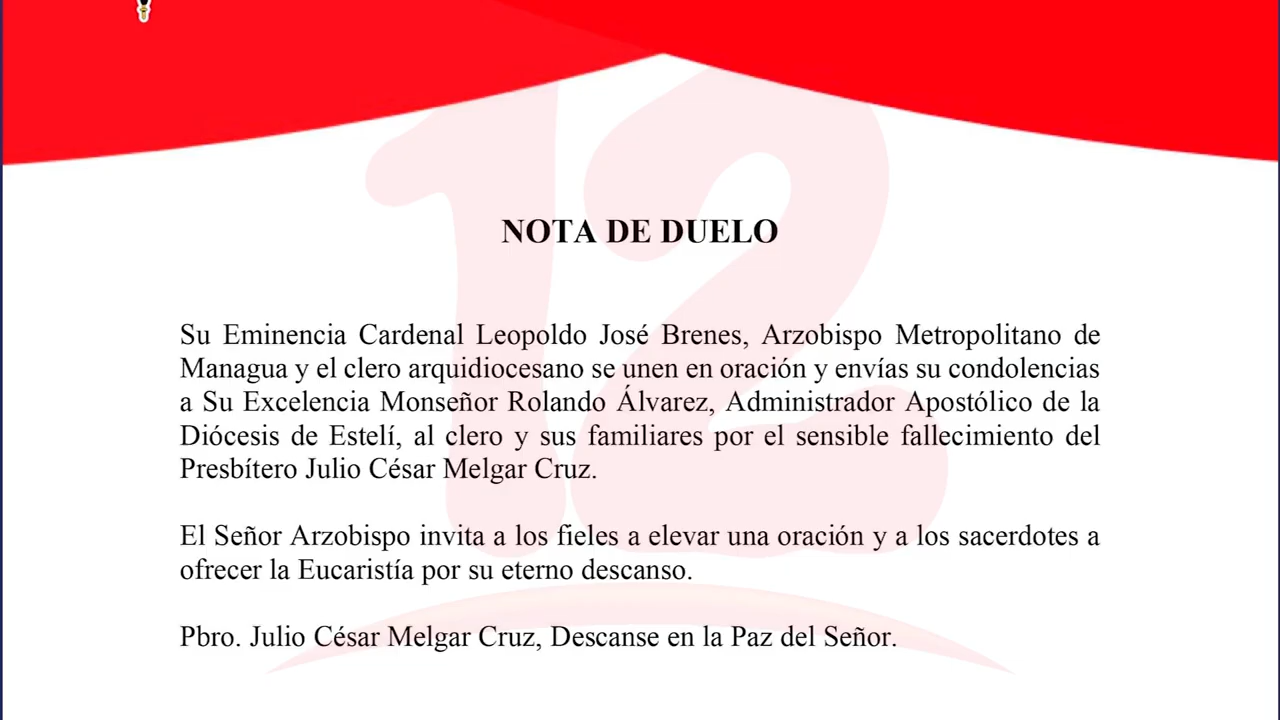 12
NOTA DE DUELO
Su Eminencia Cardenal Leopoldo José Brenes, Arzobispo Metropolitano de
Managua y el clero arquidiocesano se unen en oración y envías su condolencias
a Su Excelencia Monseñor Rolando Álvarez, Administrador Apostólico de la
Diócesis de Estelí, al clero y sus familiares por el sensible fallecimiento del
Presbítero Julio César Melgar Cruz.
El Señor Arzobispo invita a los fieles a elevar una oración y a los sacerdotes a
ofrecer la Eucaristía por su eterno descanso.
Pbro. Julio César Melgar Cruz, Descanse en la Paz del Señor.